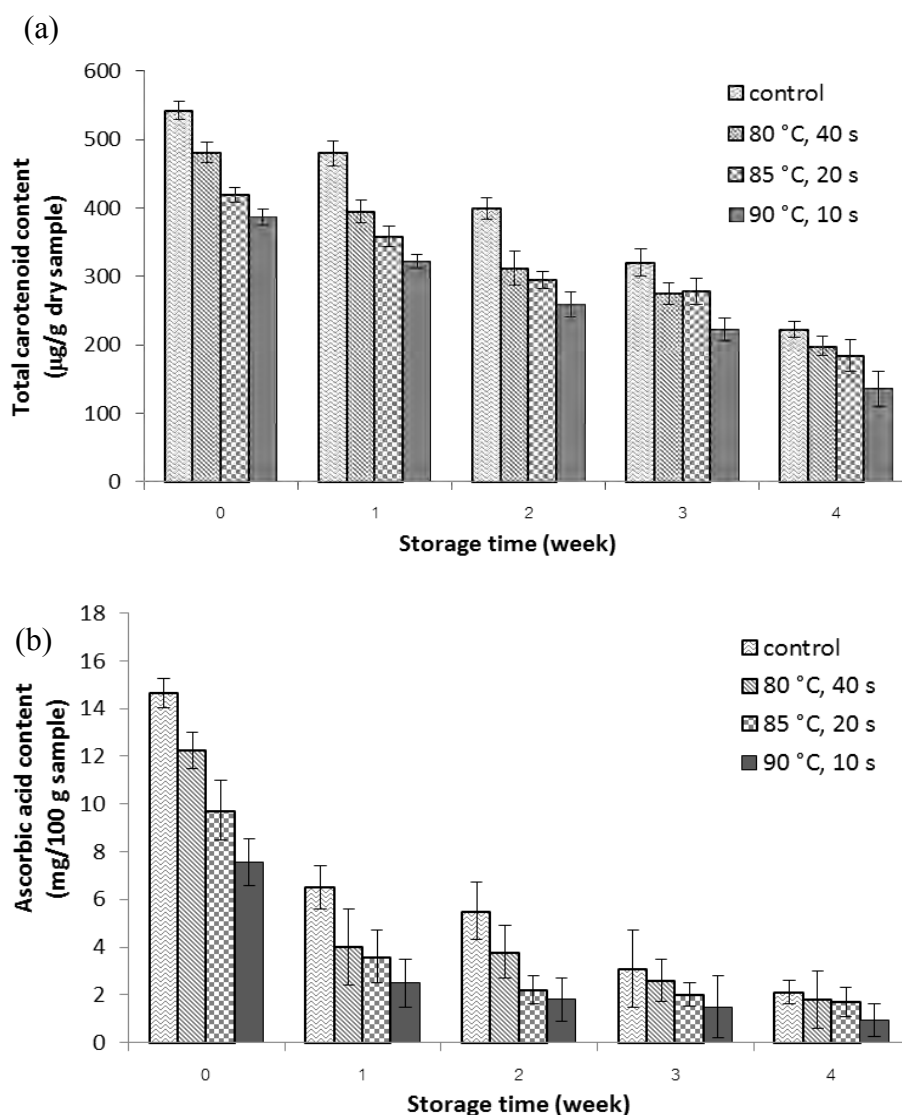 (a)
600
500
400
300
200
100
0
Total carotenoid content
(µg/g dry sample)
control
80 °C, 40 s
85 °C, 20 s
90 °C, 10 s
0 1 2 3 4
Storage time (week)
(b)
18
16
14
12
10
8
6
4
2
0
Ascorbic acid content
(mg/100 g sample)
control
80 °C, 40 s
85 °C, 20 s
90 °C, 10 s
0 1 2 3 4
Storage time (week)